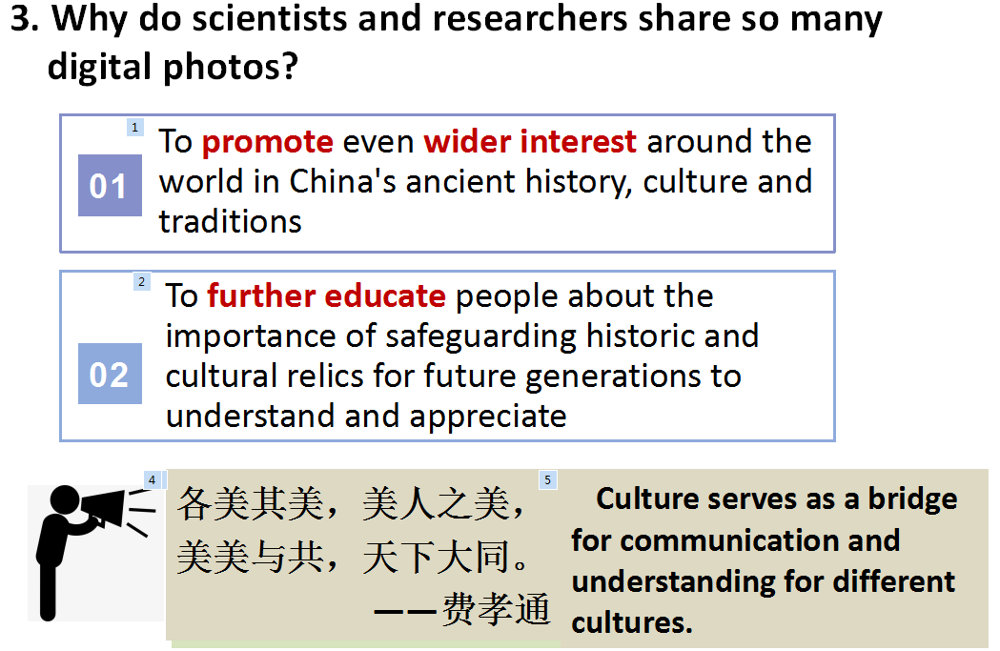 3. Why do scientists and researchers share so many
digital photos?
1
01
To promote even wider interest around the
world in China's ancient history, culture and
traditions
2
02
To further educate people about the
importance of safeguarding historic and
cultural relics for future generations to
understand and appreciate
4
各美其美，美人之美，
美美与共，天下大同。
——费孝通
5
Culture serves as a bridge
for communication and
understanding for different
cultures.